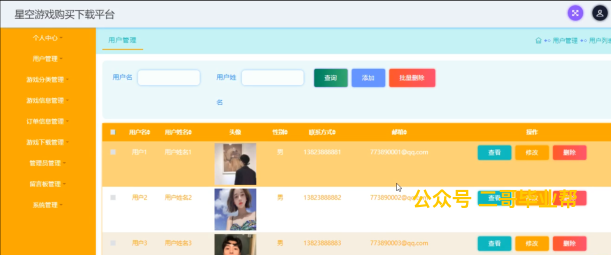 星空游戏购买下载平台
个人中心
用户管理
游戏分类管理
游戏信息管理
订单信息管理
游戏下载管理
管理员管理
留言板管理
系统管理
用户管理
用户管理 用户列表
用户名 用户姓名 查询 添加 批量删除
用户名 用户姓名 头像 性别 联系方式 邮箱 操作
用户1 用户姓名1 男 13823888881 773890001@qq.com 查看 修改 删除
用户2 用户姓名2 男 13823888882 773890002@qq.com 查看 修改 删除
公众号 二哥毕业帮
用户3 用户姓名3 男 13823888883 773890003@qq.com 查看 修改 删除